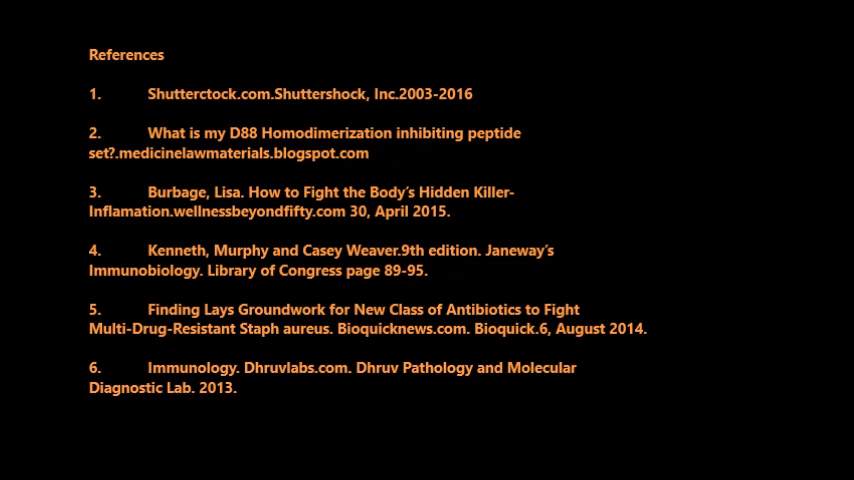 References
1. Shutterctock.com.Shuttershock, Inc.2003-2016
2. What is my D88 Homodimerization inhibiting peptide
set?.medicinelawmaterials.blogspot.com
3. Burbage, Lisa. How to Fight the Body's Hidden Killer-
Inflamation.wellnessbeyondfifty.com 30, April 2015.
4. Kenneth, Murphy and Casey Weaver.9th edition. Janeway's
Immunobiology. Library of Congress page 89-95.
5. Finding Lays Groundwork for New Class of Antibiotics to Fight
Multi-Drug-Resistant Staph aureus. Bioquicknews.com. Bioquick.6, August 2014.
6. Immunology. Dhruvlabs.com. Dhruv Pathology and Molecular
Diagnostic Lab. 2013.